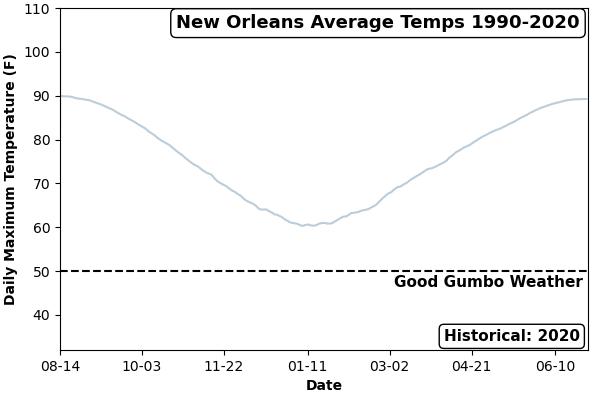 New Orleans Average Temps 1990-2020
Daily Maximum Temperature (F)
110
100
90
80
70
60
50
40
Good Gumbo Weather
Historical: 2020
08-14 10-03 11-22 01-11 03-02 04-21 06-10
Date